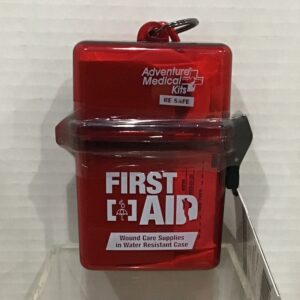 Adventure
Medical
Kits
BE SAFE
FIRST
AID
Wound Care Supplies
in Water Resistant Case